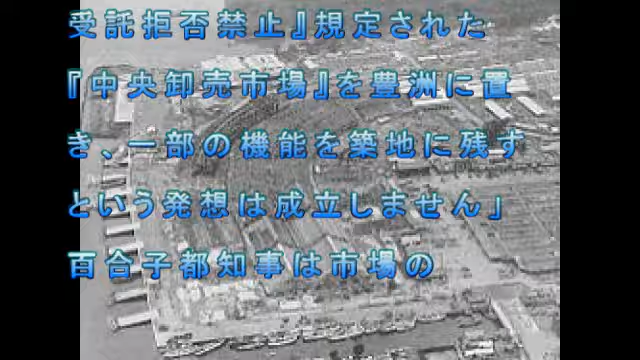 受託拒否禁止』規定された
『中央卸売市場』を豊洲に置
き、一部の機能を築地に残す
という発想は成立しません」
百合子都知事は市場の